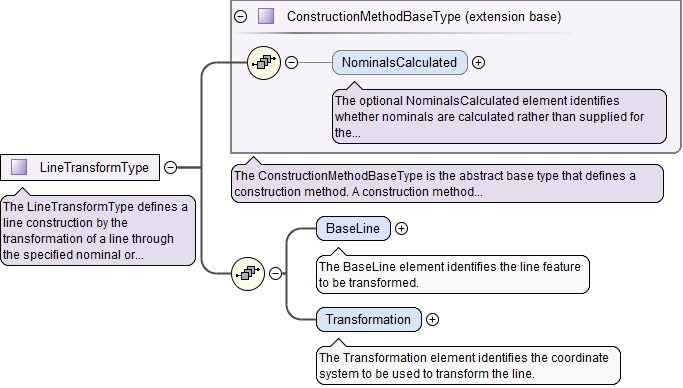 ConstructionMethodBaseType (extension base)
NominalsCalculated
The optional NominalsCalculated element identifies
whether nominals are calculated rather than supplied for
the...
LineTransformType
The LineTransformType defines a
line construction by the
transformation of a line through
the specified nominal or...
The ConstructionMethodBaseType is the abstract base type that defines a
construction method. A construction method...
BaseLine
The BaseLine element identifies the line feature
to be transformed.
Transformation
The Transformation element identifies the coordinate
system to be used to transform the line.